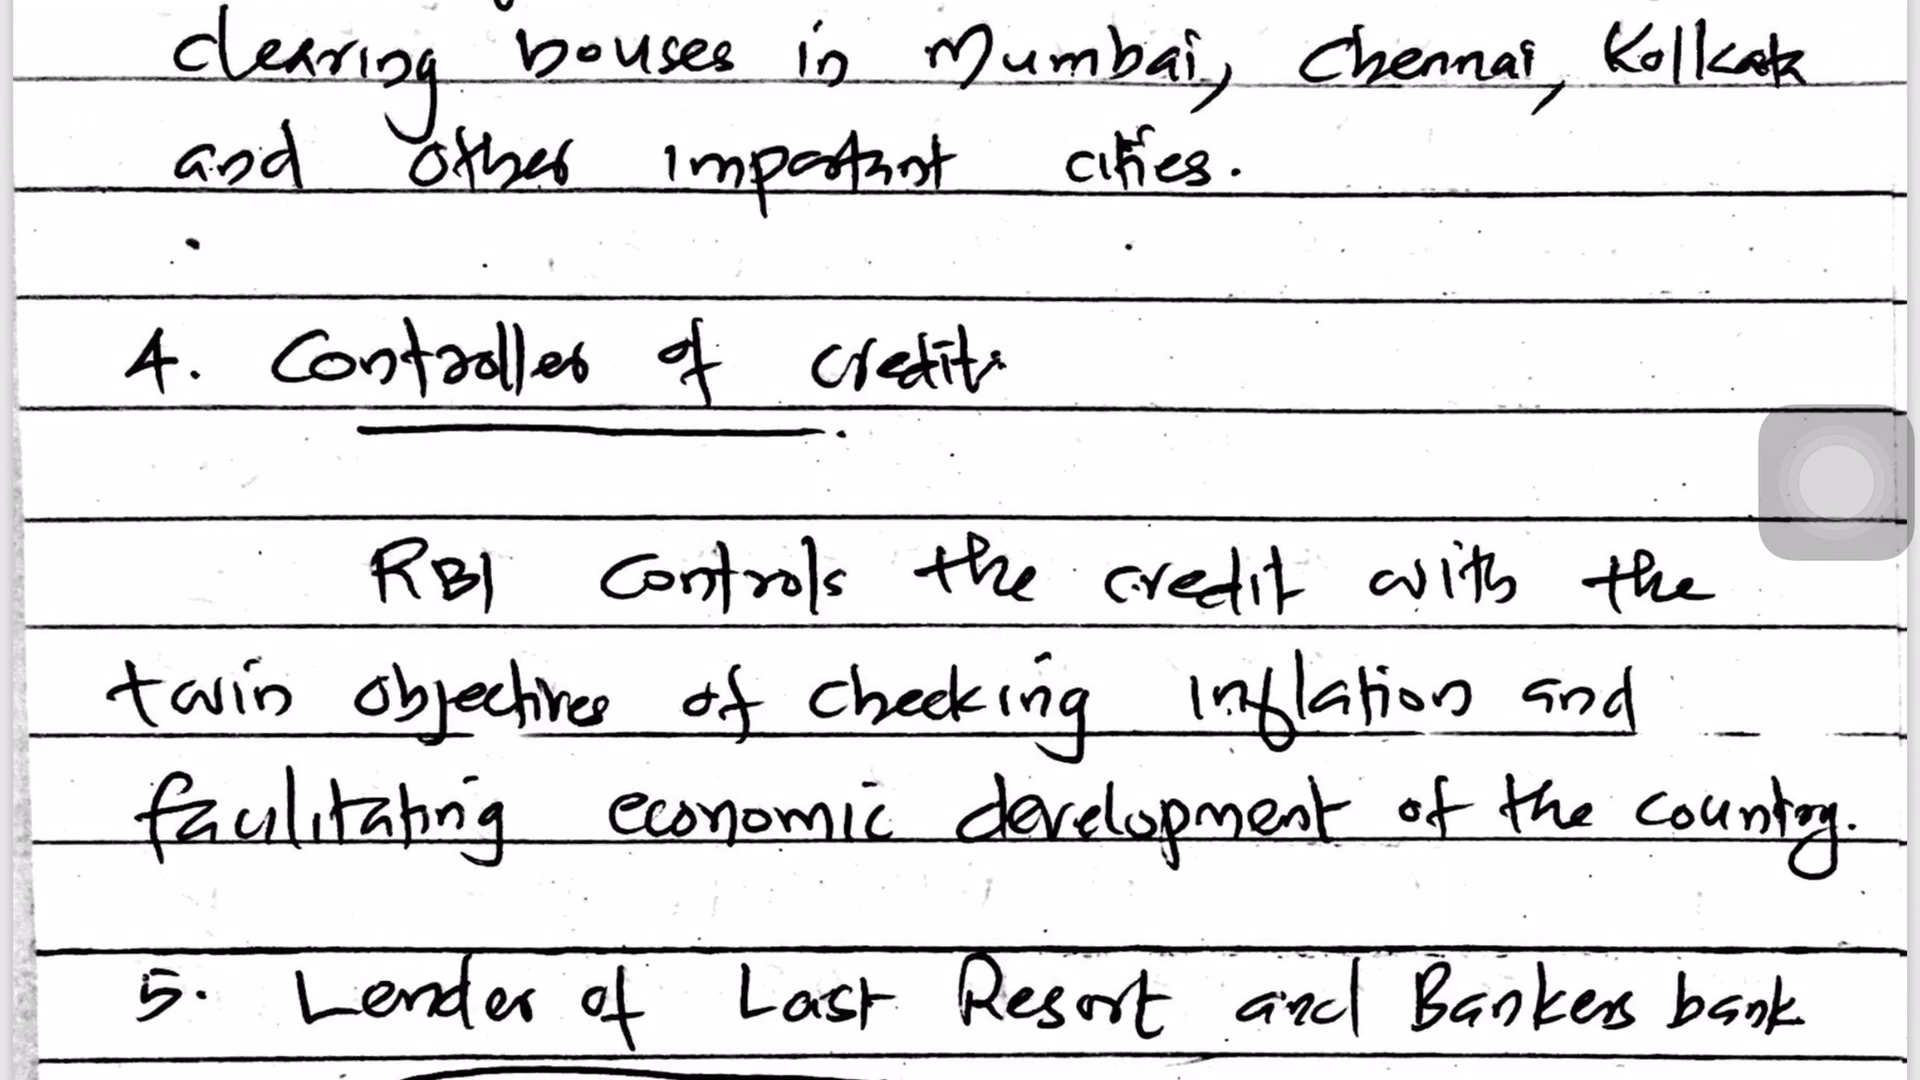 clearing houses in Mumbai, Chennai, Kolkata
and other important cities.
4. Controller of credit.
RBI controls the credit with the
twin objectives of checking inflation and
facilitating economic development of the country.
5. Lender of Last Resort and Bankers bank